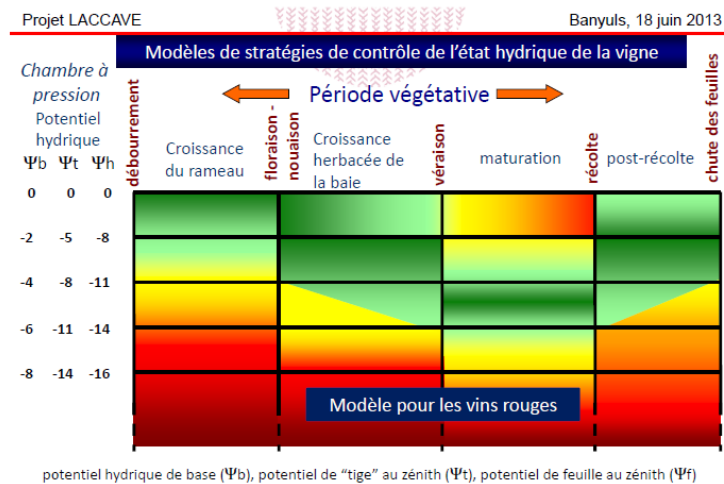 Projet LACCAVE
Banyuls, 18 juin 2013
Modèles de stratégies de contrôle de l'état hydrique de la vigne
Chambre à
pression
Potentiel
hydrique
Ψb Ψt Ψh
Période végétative
débourrement
Croissance
du rameau
floraison -
nouaison
Croissance
herbacée de
la baie
véraison
maturation
récolte
post-récolte
chute des feuilles
0 0 0
-2 -5 -8
-4 -8 -11
-6 -11 -14
-8 -14 -16
Modèle pour les vins rouges
potentiel hydrique de base (Ψb), potentiel de "tige" au zénith (Ψt), potentiel de feuille au zénith (Ψf)